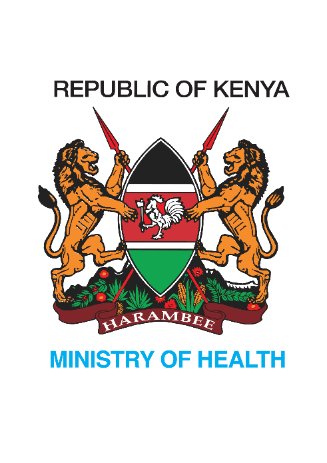 REPUBLIC OF KENYA
HARAMBEE
MINISTRY OF HEALTH